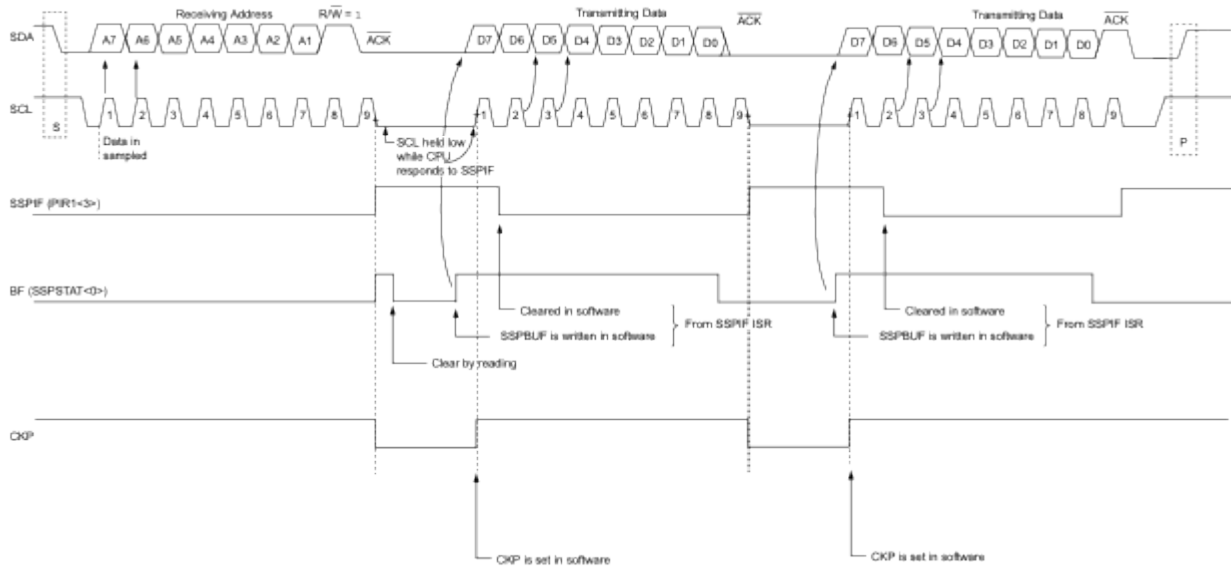 Receiving Address R/W = 1 Transmitting Data ACK Transmitting Data ACK
SDA A7 A6 A5 A4 A3 A2 A1 ACK D7 D6 D5 D4 D3 D2 D1 D0 D7 D6 D5 D4 D3 D2 D1 D0
SCL 1 2 3 4 5 6 7 8 9 1 2 3 4 5 6 7 8 9 1 2 3 4 5 6 7 8 9
S P
Data in
sampled
SCL held low
while CPU
responds to SSPIF
SSPIF (PIR1<3>)
BF (SSPSTAT<0>)
Cleared in software
SSPBUF is written in software
From SSPIF ISR
Clear by reading
Cleared in software
SSPBUF is written in software
From SSPIF ISR
CKP
CKP is set in software
CKP is set in software